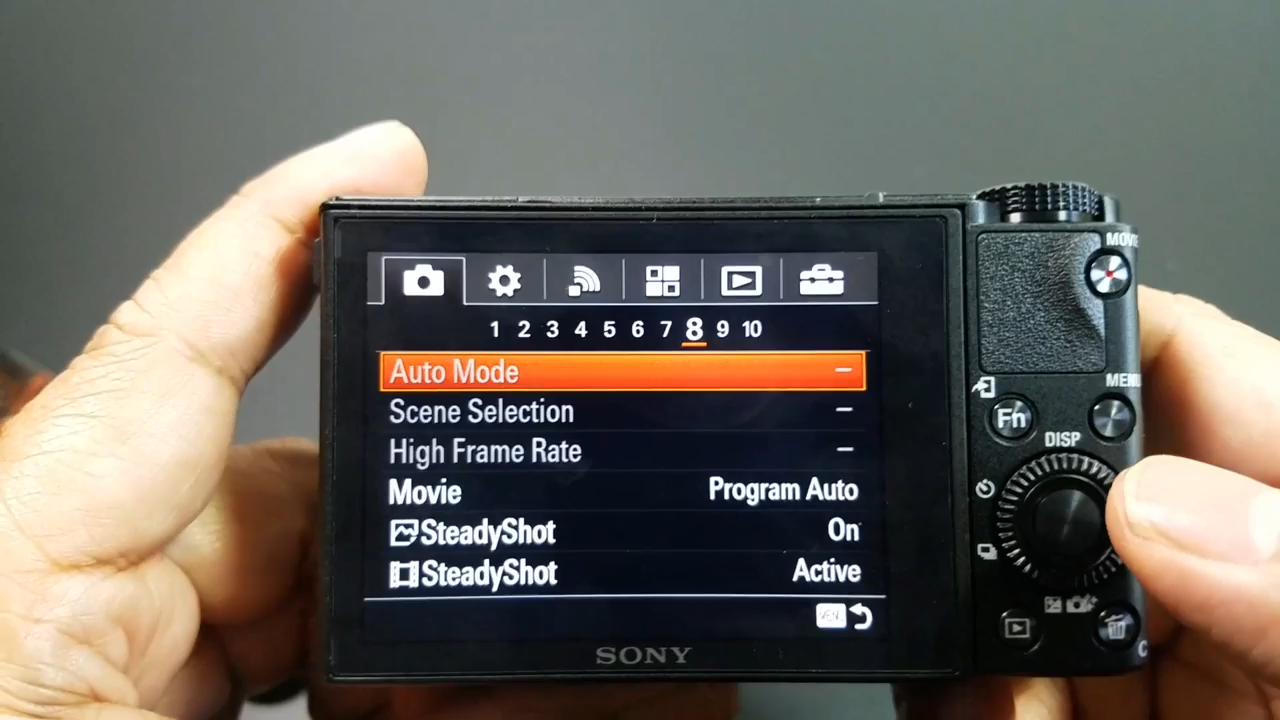 MOVIE
1 2 3 4 5 6 7 8 9 10
Auto Mode –
MENU
Scene Selection –
Fn
High Frame Rate –
DISP
Movie Program Auto
SteadyShot On
SteadyShot Active
MENU
SONY
C